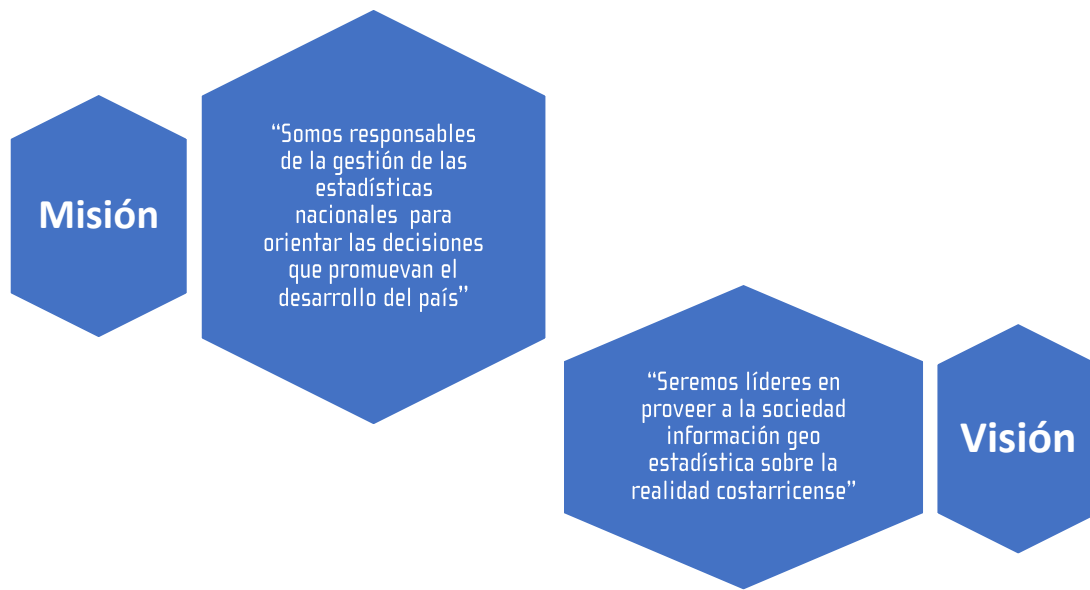 Misión
“Somos responsables
de la gestión de las
estadísticas
nacionales para
orientar las decisiones
que promuevan el
desarrollo del país”
“Seremos líderes en
proveer a la sociedad
información geo
estadística sobre la
realidad costarricense”
Visión